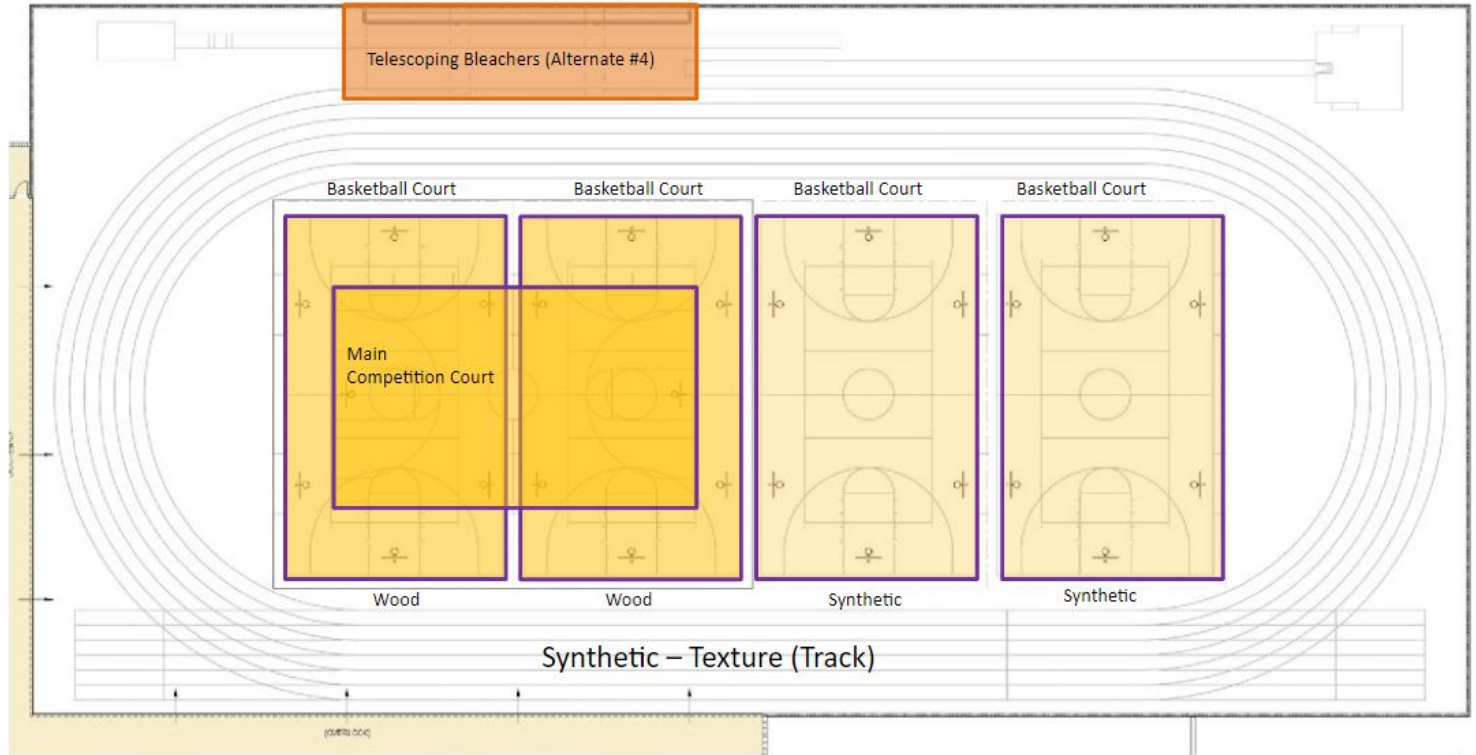 Telescoping Bleachers (Alternate #4)
Basketball Court
Basketball Court
Basketball Court
Basketball Court
Main
Competition Court
Wood
Wood
Synthetic
Synthetic
Synthetic – Texture (Track)
(OVERLOOK)